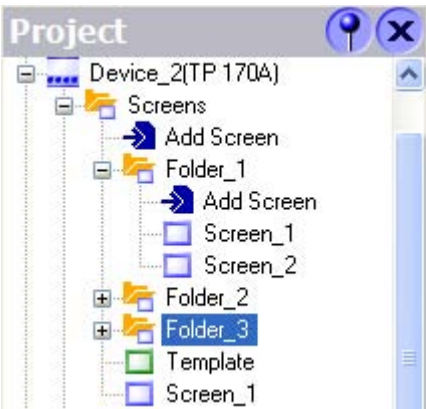 Project
Device_2(TP 170A)
Screens
Add Screen
Folder_1
Add Screen
Screen_1
Screen_2
Folder_2
Folder_3
Template
Screen_1